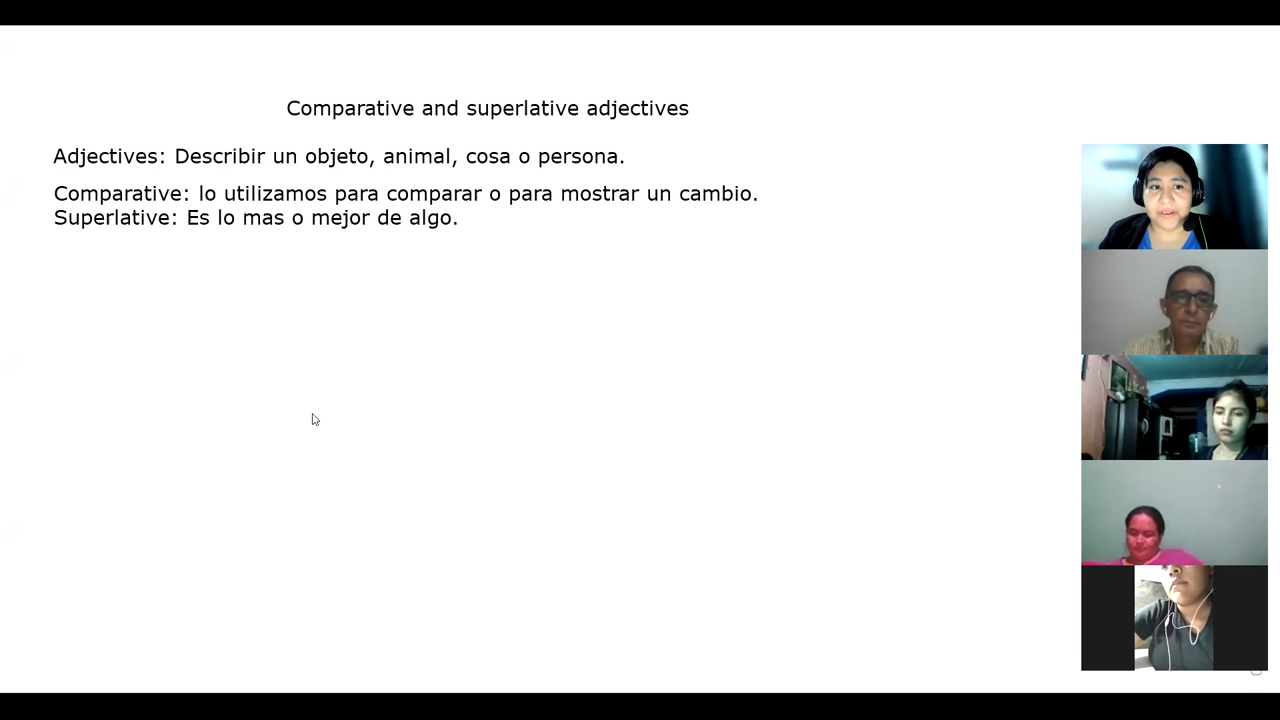 Comparative and superlative adjectives
Adjectives: Describir un objeto, animal, cosa o persona.
Comparative: lo utilizamos para comparar o para mostrar un cambio.
Superlative: Es lo mas o mejor de algo.